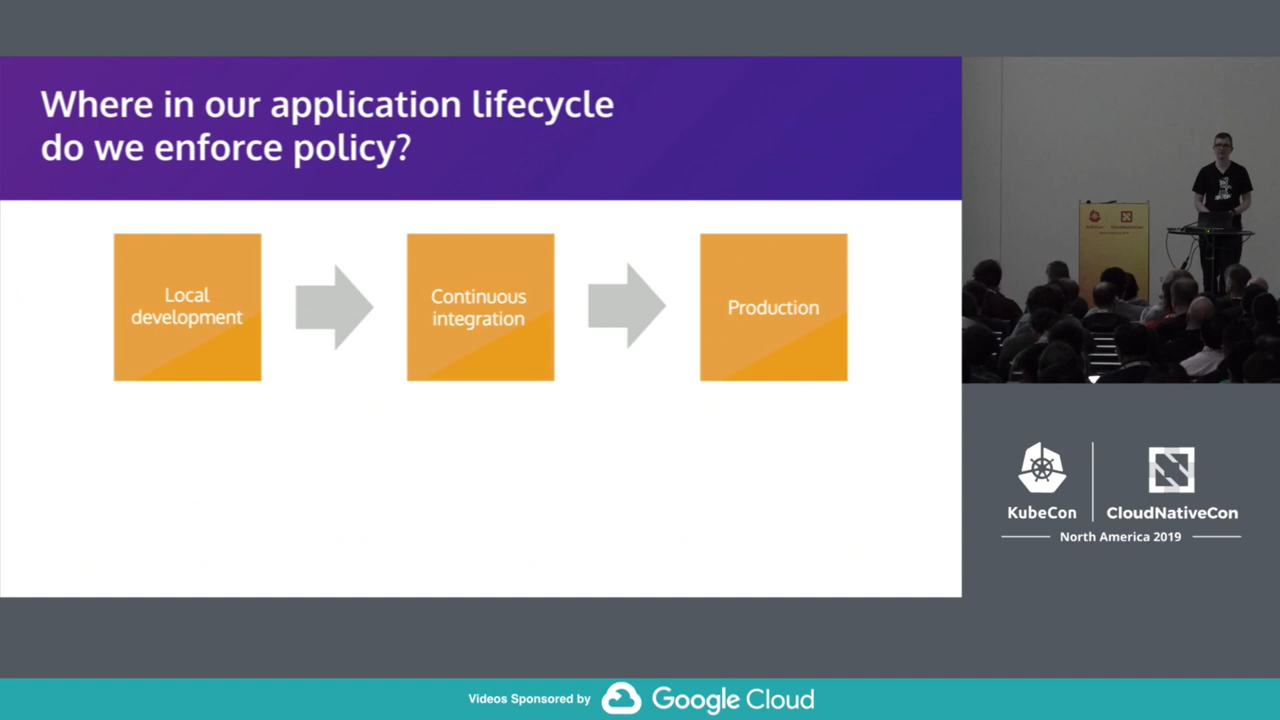 Where in our application lifecycle
do we enforce policy?
Local
development
Continuous
integration
Production
KubeCon
CloudNativeCon
North America 2019
Videos Sponsored by
Google Cloud